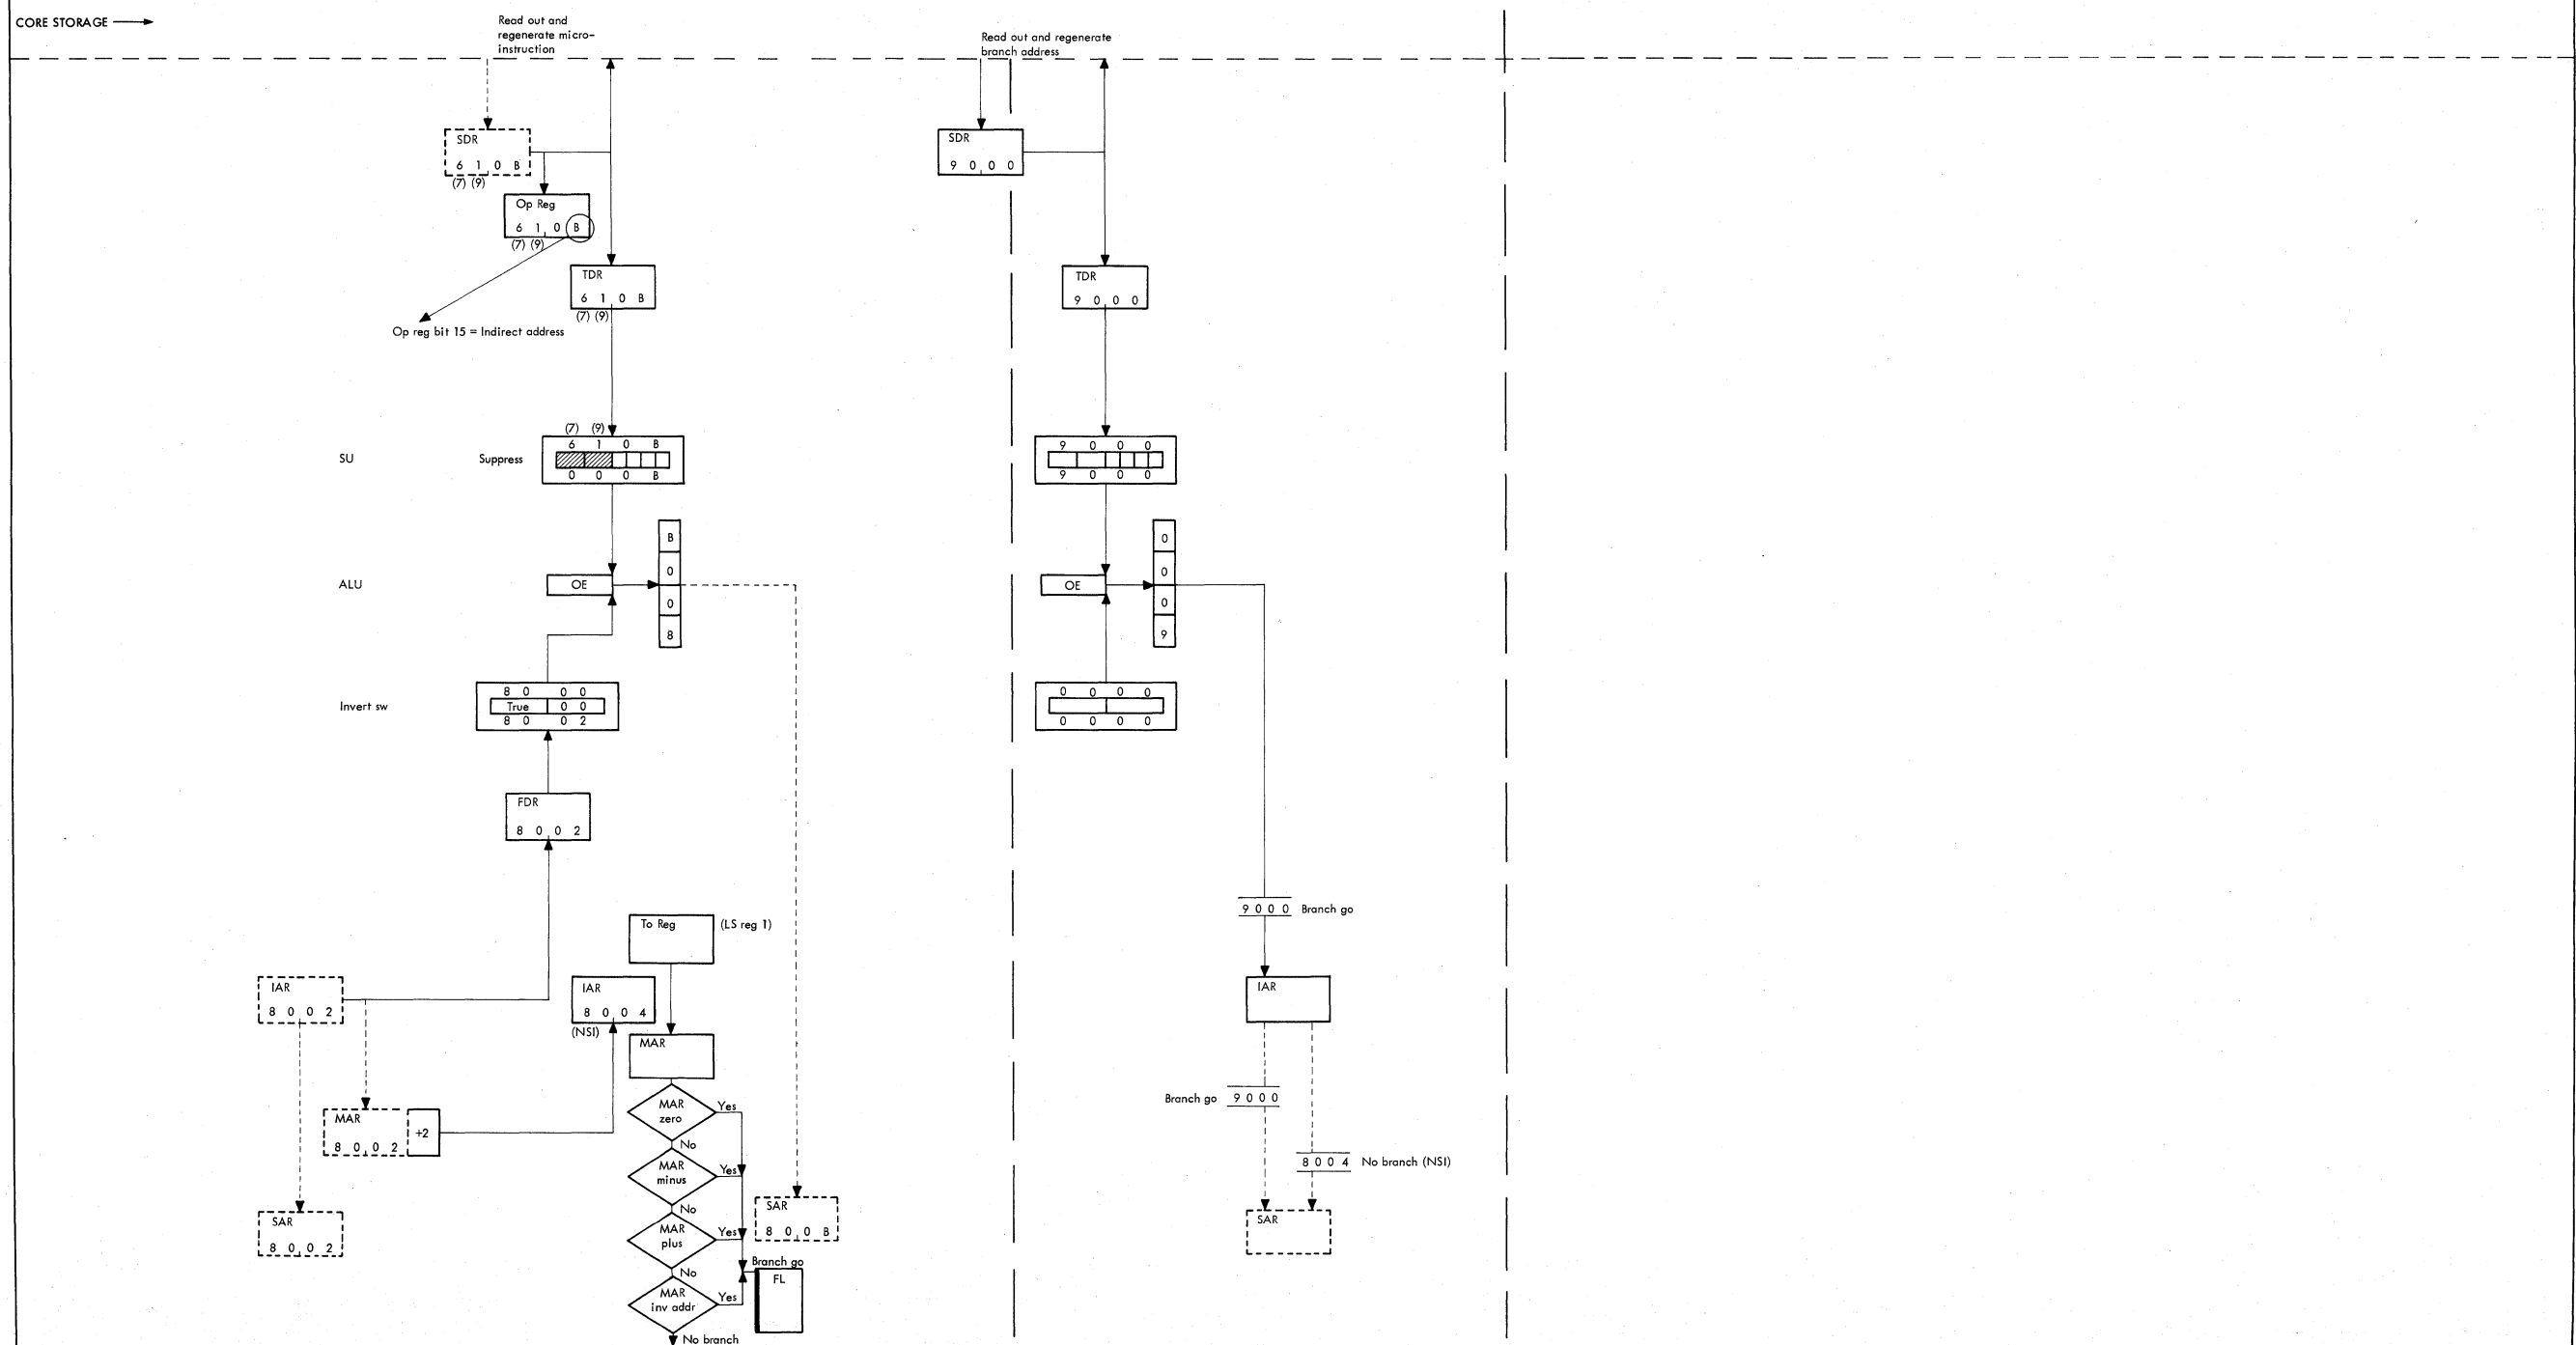 CORE STORAGE
Read out and
regenerate micro-
instruction
Read out and regenerate
branch address
SDR
6 1 0 B
(7) (9)
Op Reg
6 1 0 B
(7) (9)
TDR
6 1 0 B
(7) (9)
Op reg bit 15 = Indirect address
SU
Suppress
(7) (9)
6 1 0 B
0 0 0 B
ALU
OE
B
0
0
8
Invert sw
8 0 0 0
True 0 0
8 0 0 2
FDR
8 0 0 2
To Reg
(LS reg 1)
IAR
8 0 0 2
IAR
8 0 0 4
(NSI)
MAR
MAR
8 0 0 2
+2
SAR
8 0 0 2
MAR
zero
Yes
No
MAR
minus
Yes
No
MAR
plus
Yes
No
MAR
inv addr
Yes
No branch
SAR
8 0 0 B
Branch go
FL
SDR
9 0 0 0
TDR
9 0 0 0
9 0 0 0
9 0 0 0
OE
0
0
0
9
0 0 0 0
0 0 0 0
9 0 0 0 Branch go
IAR
Branch go 9 0 0 0
8 0 0 4 No branch (NSI)
SAR